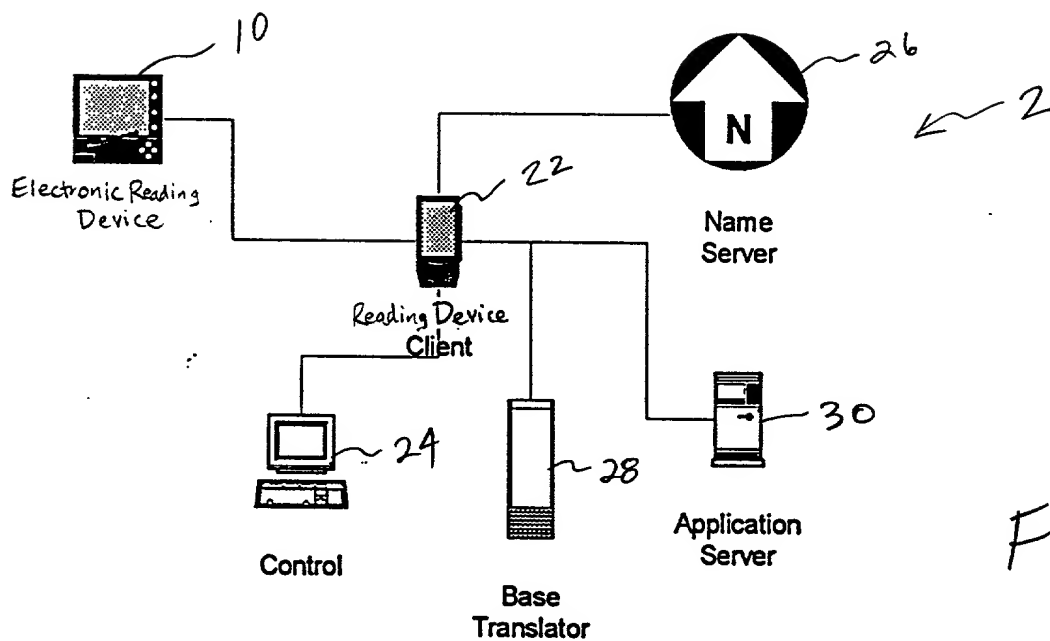 10
26
2
N
Electronic Reading
Device
22
Name
Server
Reading Device
Client
24
28
30
Control
Application
Server
F
Base
Translator